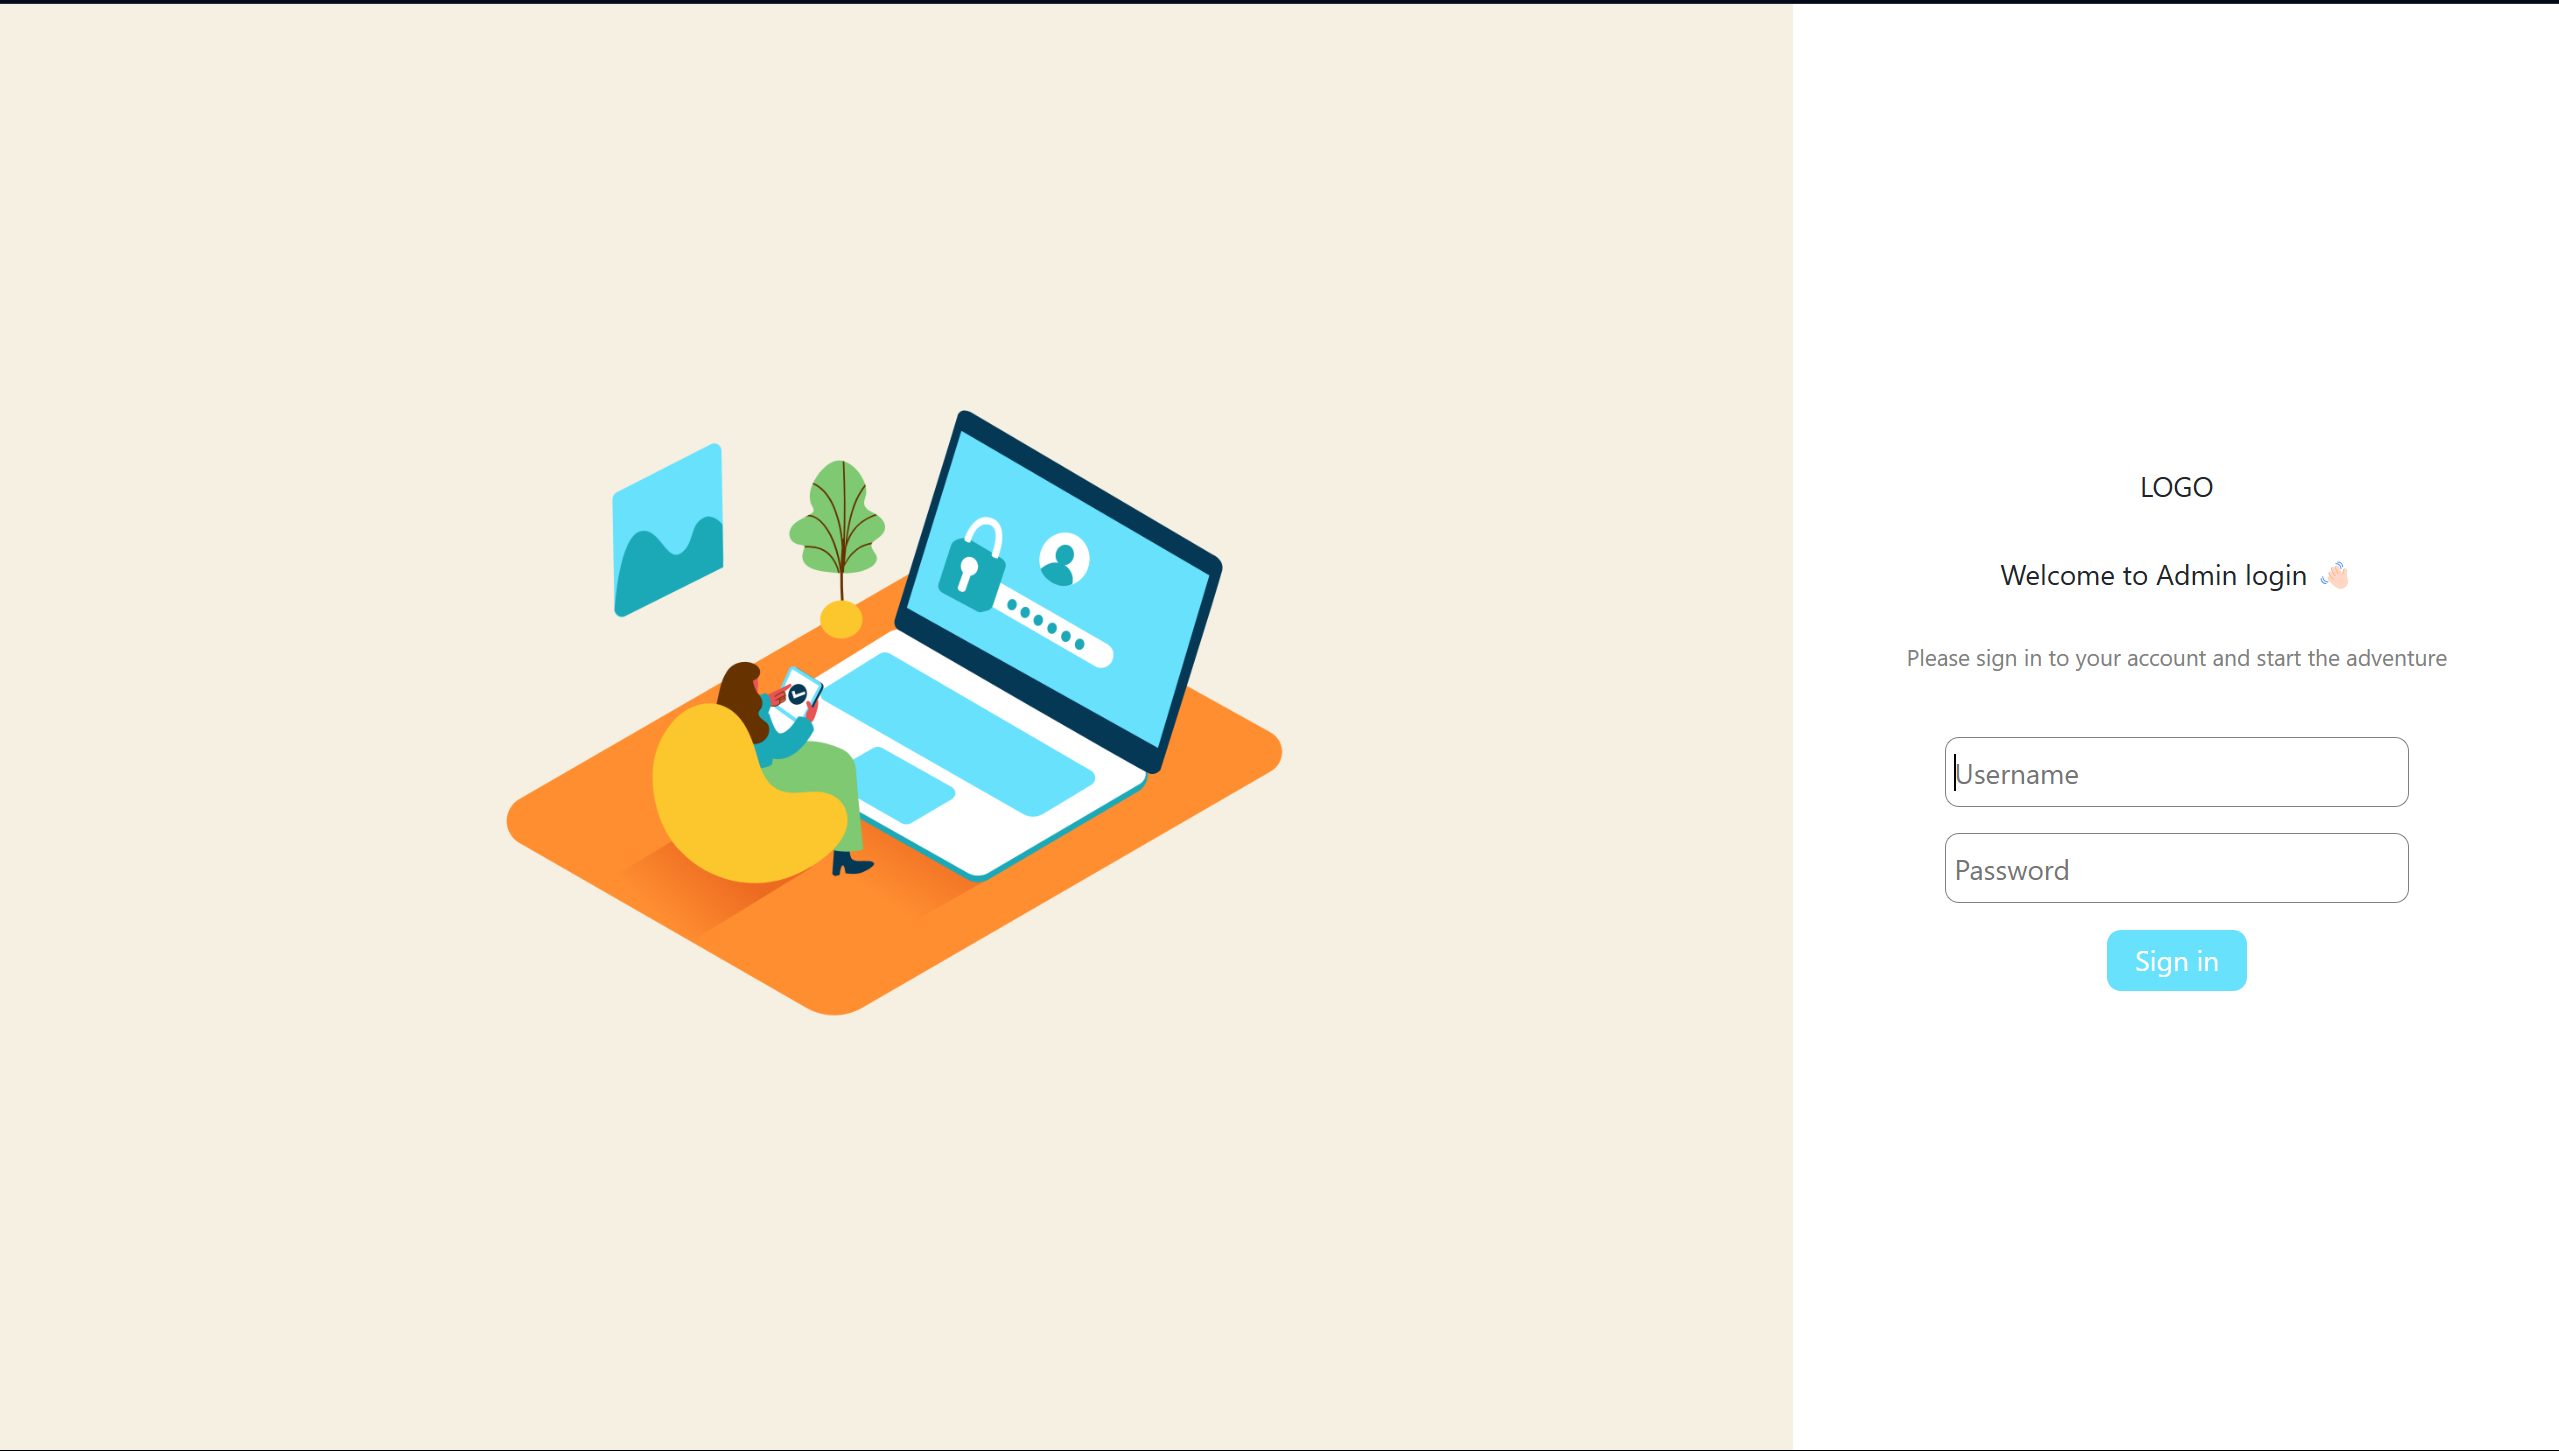 LOGO
Welcome to Admin login 👋🏻
Please sign in to your account and start the adventure
Username
Password
Sign in